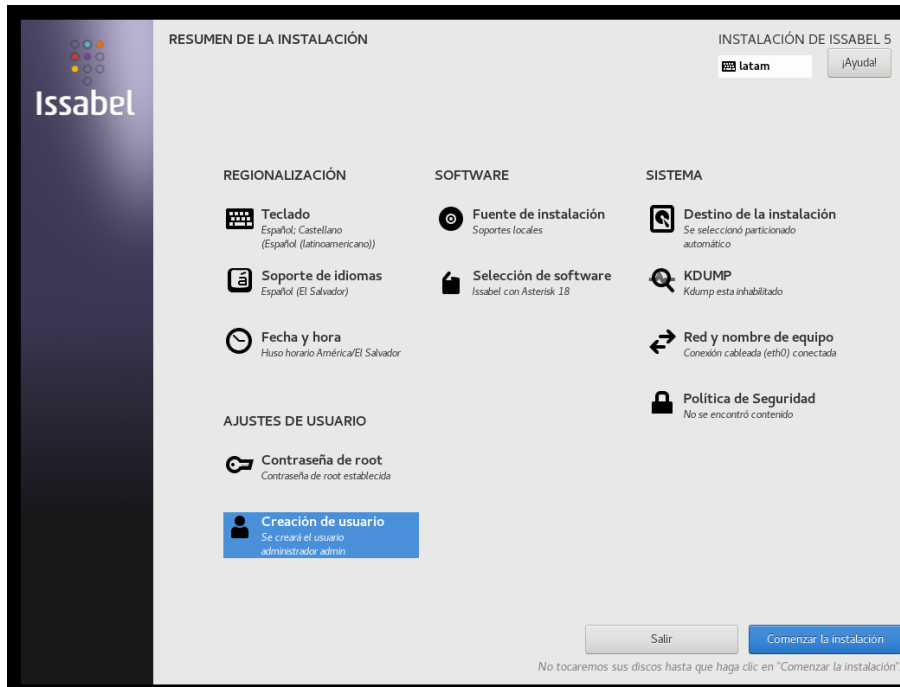 Issabel
RESUMEN DE LA INSTALACIÓN
INSTALACIÓN DE ISSABEL 5
latam
¡Ayuda!
REGIONALIZACIÓN
Teclado
Español; Castellano
(Español (latinoamericano))
Soporte de idiomas
Español (El Salvador)
Fecha y hora
Huso horario América/El Salvador
SOFTWARE
Fuente de instalación
Soportes locales
Selección de software
Issabel con Asterisk 18
SISTEMA
Destino de la instalación
Se seleccionó particionado
automático
KDUMP
Kdump esta inhabilitado
Red y nombre de equipo
Conexión cableada (eth0) conectada
Política de Seguridad
No se encontró contenido
AJUSTES DE USUARIO
Contraseña de root
Contraseña de root establecida
Creación de usuario
Se creará el usuario
administrador admin
Salir
Comenzar la instalación
No tocaremos sus discos hasta que haga clic en "Comenzar la instalación"